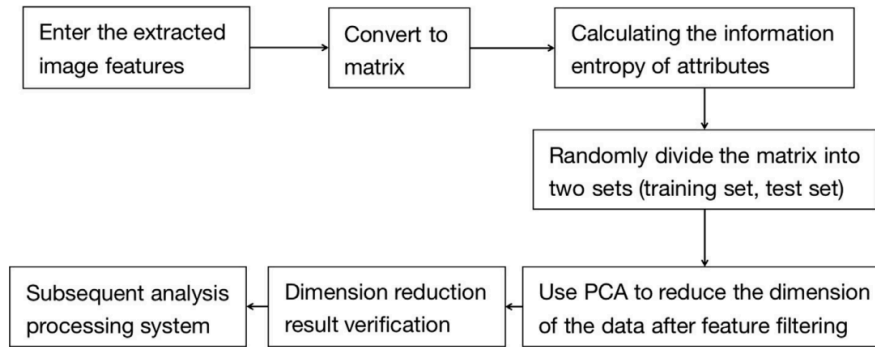 Enter the extracted
image features
Convert to
matrix
Calculating the information
entropy of attributes
Randomly divide the matrix into
two sets (training set, test set)
Use PCA to reduce the dimension
of the data after feature filtering
Dimension reduction
result verification
Subsequent analysis
processing system